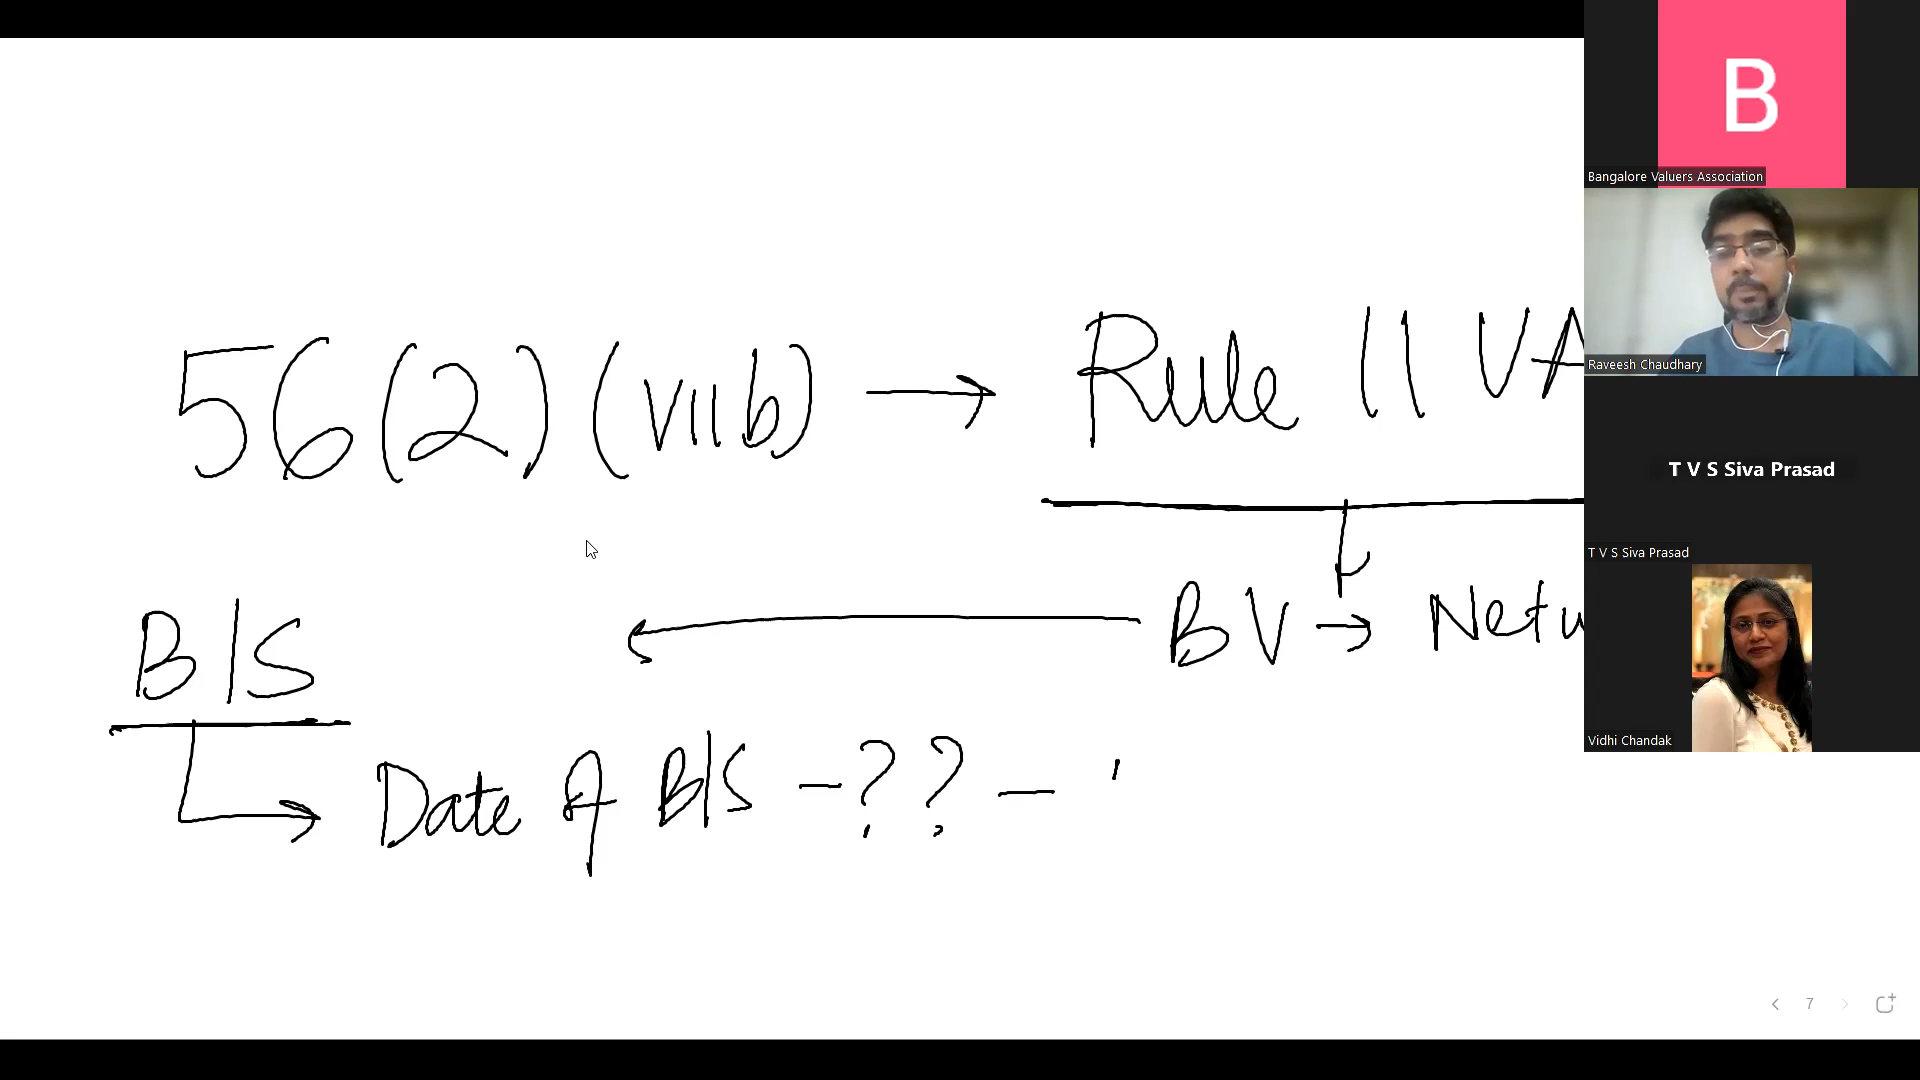 B
Bangalore Valuers Association
56(2)(viib) → Rule 11 UA
Raveesh Chaudhary
T V S Siva Prasad
T V S Siva Prasad
B/S
BV → Netw
Date of B/S - ?? -
Vidhi Chandak
7